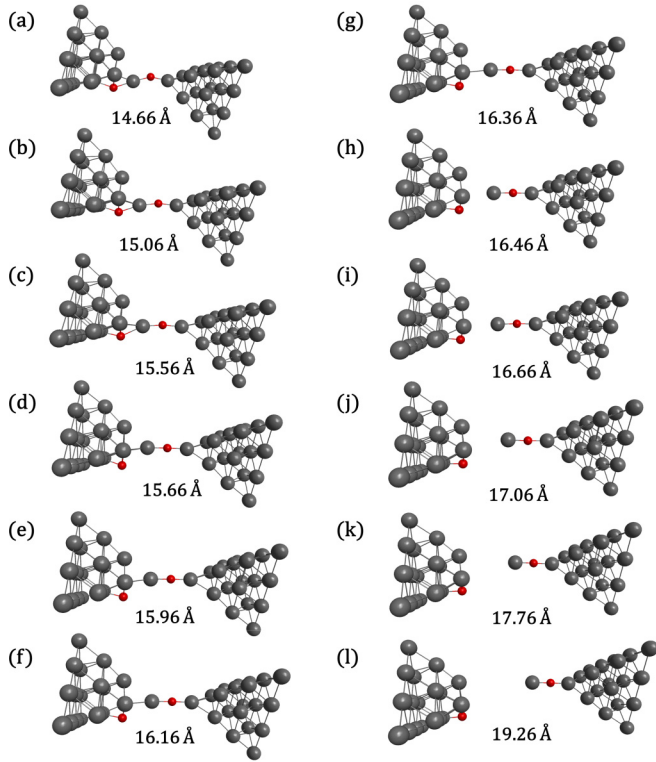 (a)
14.66 Å
(b)
15.06 Å
(c)
15.56 Å
(d)
15.66 Å
(e)
15.96 Å
(f)
16.16 Å
(g)
16.36 Å
(h)
16.46 Å
(i)
16.66 Å
(j)
17.06 Å
(k)
17.76 Å
(l)
19.26 Å